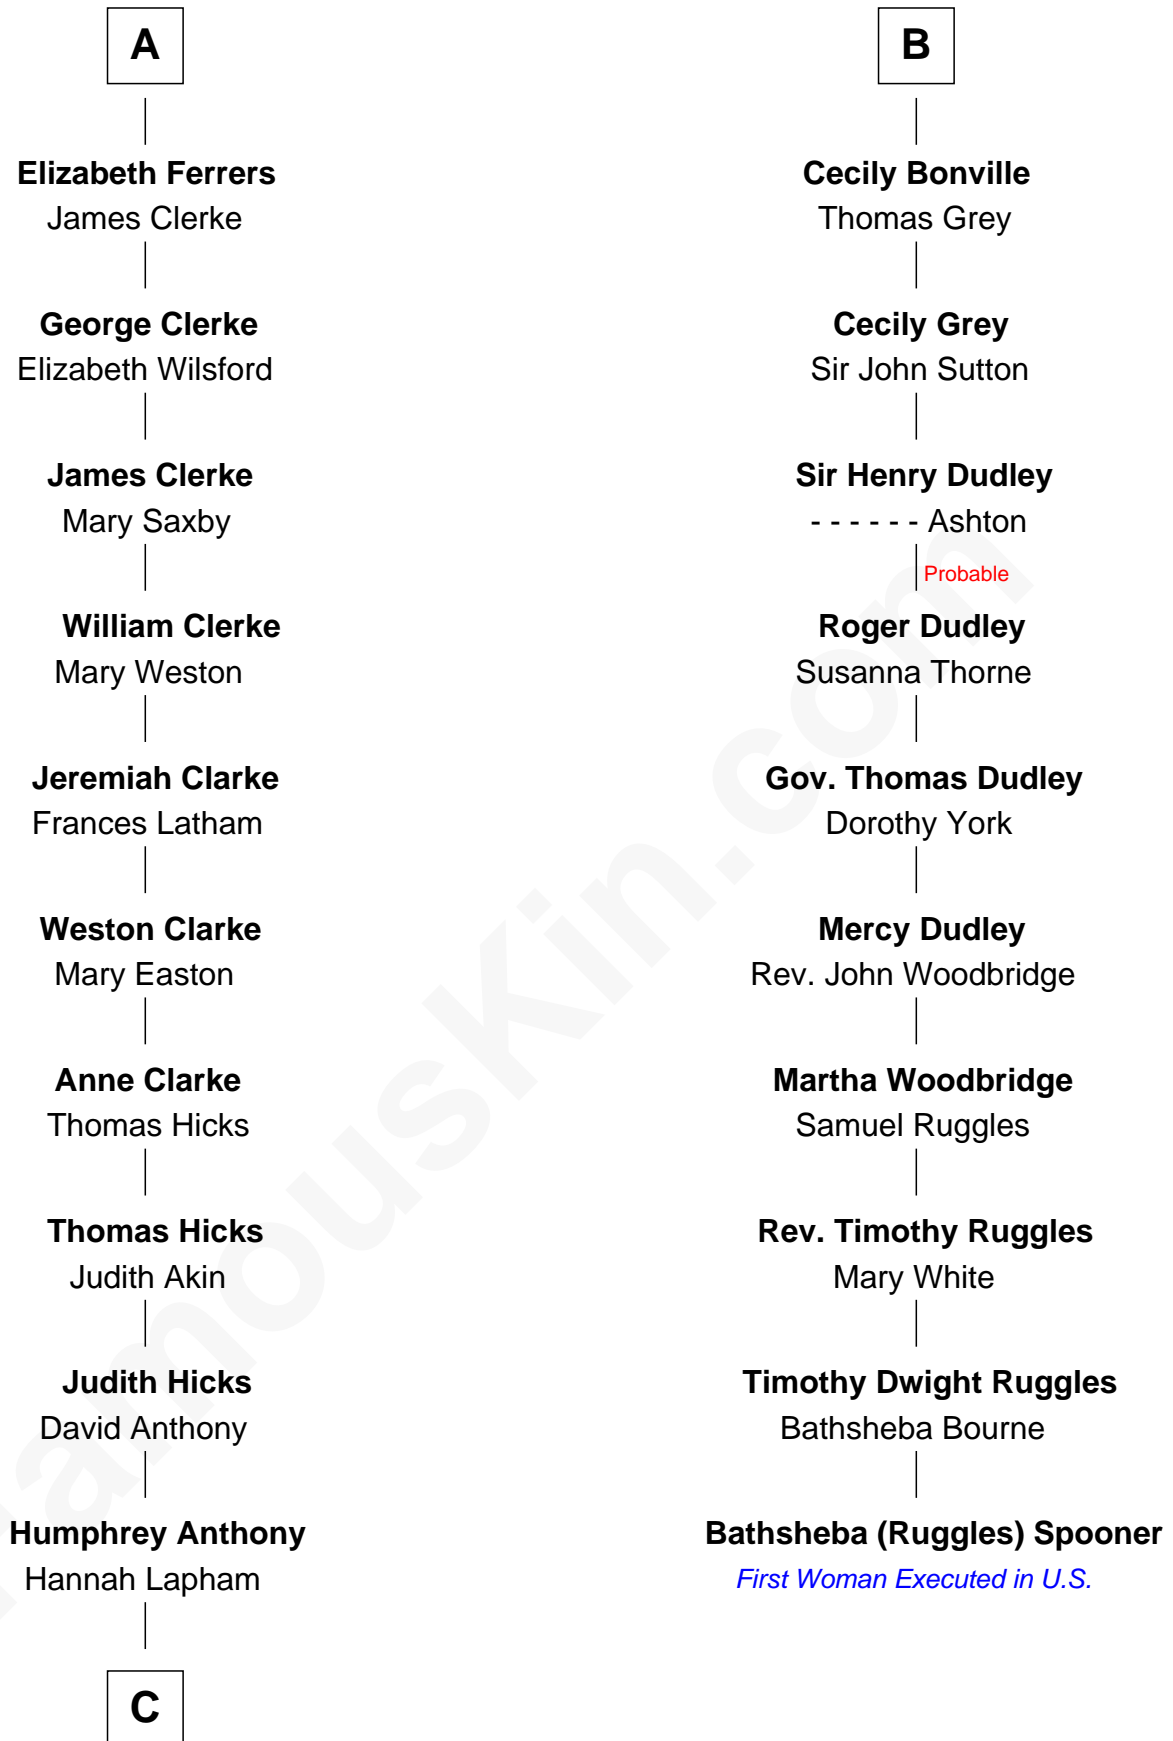 A
Elizabeth Ferrers
James Clerke
George Clerke
Elizabeth Wilsford
James Clerke
Mary Saxby
William Clerke
Mary Weston
Jeremiah Clarke
Frances Latham
Weston Clarke
Mary Easton
Anne Clarke
Thomas Hicks
Thomas Hicks
Judith Akin
Judith Hicks
David Anthony
Humphrey Anthony
Hannah Lapham
C
B
Cecily Bonville
Thomas Grey
Cecily Grey
Sir John Sutton
Sir Henry Dudley
- - - - - - Ashton
Probable
Roger Dudley
Susanna Thorne
Gov. Thomas Dudley
Dorothy York
Mercy Dudley
Rev. John Woodbridge
Martha Woodbridge
Samuel Ruggles
Rev. Timothy Ruggles
Mary White
Timothy Dwight Ruggles
Bathsheba Bourne
Bathsheba (Ruggles) Spooner
First Woman Executed in U.S.
FamousKin.com